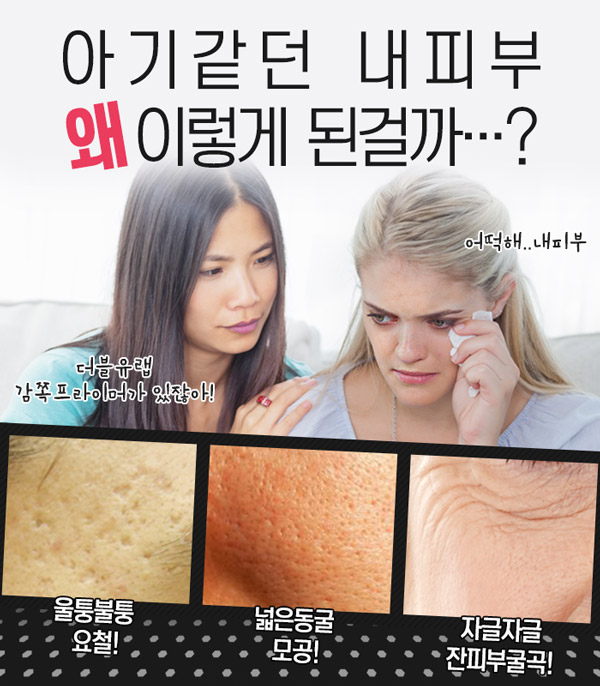 아기같던 내피부
왜 이렇게 된걸까…?
어떡해..내피부
더블유랩
감쪽프라이머가 있잖아!
울퉁불퉁
요철!
넓은동굴
모공!
자글자글
잔피부굴곡!